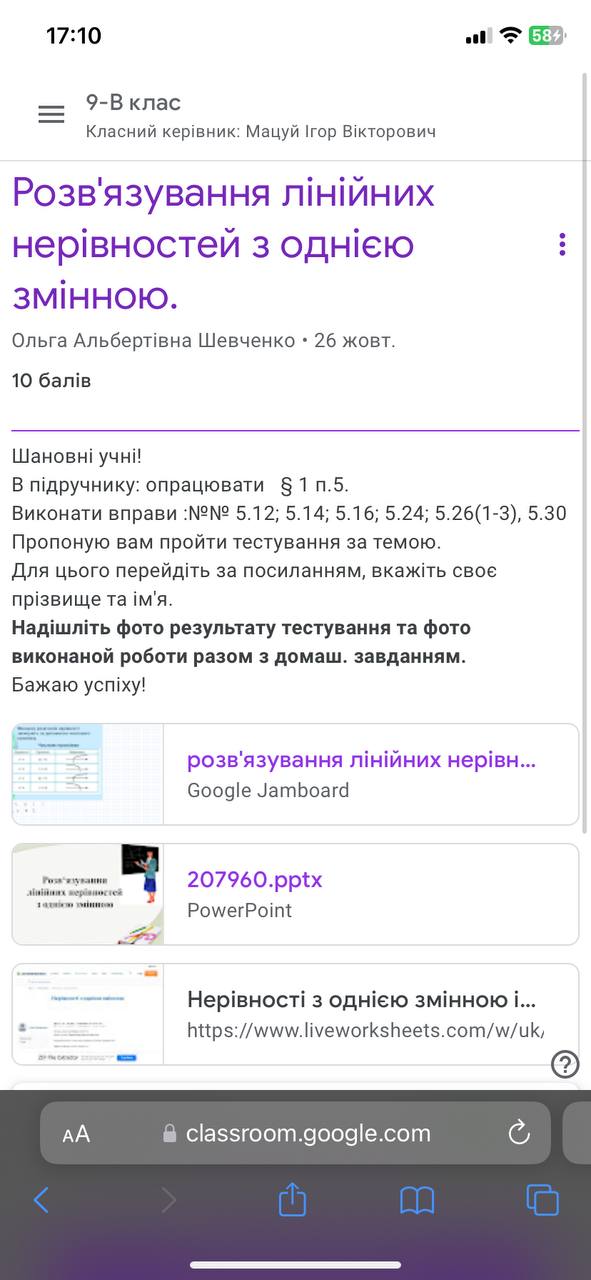 17:10
58
9-В клас
Класний керівник: Мацуй Ігор Вікторович
Розв'язування лінійних
нерівностей з однією
змінною.
Ольга Альбертівна Шевченко • 26 жовт.
10 балів
Шановні учні!
В підручнику: опрацювати § 1 п.5.
Виконати вправи :№№ 5.12; 5.14; 5.16; 5.24; 5.26(1-3), 5.30
Пропоную вам пройти тестування за темою.
Для цього перейдіть за посиланням, вкажіть своє
прізвище та ім'я.
Надішліть фото результату тестування та фото
виконаної роботи разом з домаш. завданням.
Бажаю успіху!
розв'язування лінійних нерівн...
Google Jamboard
Розв'язування
лінійних нерівностей
з однією змінною
207960.pptx
PowerPoint
Нерівності з однією змінною і...
https://www.liveworksheets.com/w/uk/
AA
classroom.google.com